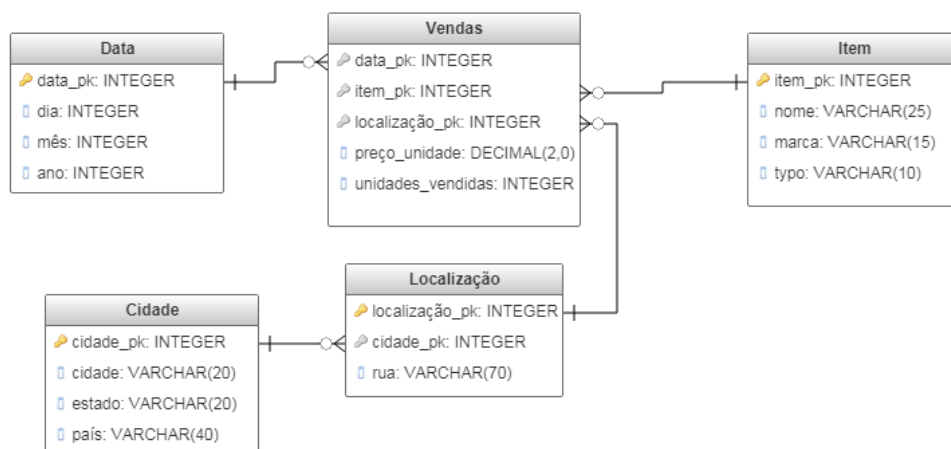 Data
data_pk: INTEGER
dia: INTEGER
mês: INTEGER
ano: INTEGER
Vendas
data_pk: INTEGER
item_pk: INTEGER
localização_pk: INTEGER
preço_unidade: DECIMAL(2,0)
unidades_vendidas: INTEGER
Item
item_pk: INTEGER
nome: VARCHAR(25)
marca: VARCHAR(15)
typo: VARCHAR(10)
Cidade
cidade_pk: INTEGER
cidade: VARCHAR(20)
estado: VARCHAR(20)
país: VARCHAR(40)
Localização
localização_pk: INTEGER
cidade_pk: INTEGER
rua: VARCHAR(70)